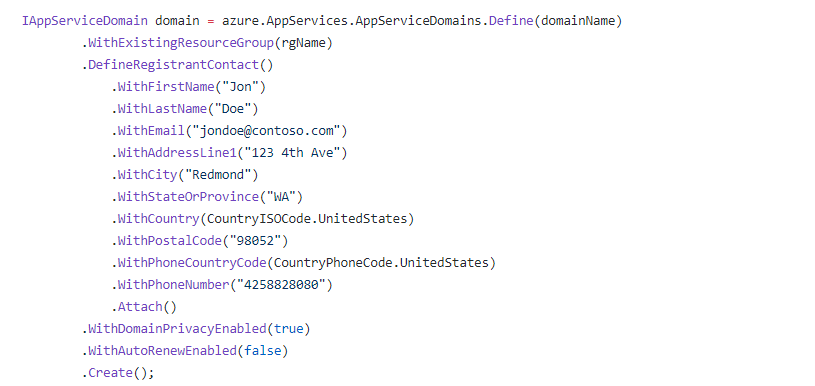 IAppServiceDomain domain = azure.AppServices.AppServiceDomains.Define(domainName)
.WithExistingResourceGroup(rgName)
.DefineRegistrantContact()
.WithFirstName("Jon")
.WithLastName("Doe")
.WithEmail("jondoe@contoso.com")
.WithAddressLine1("123 4th Ave")
.WithCity("Redmond")
.WithStateOrProvince("WA")
.WithCountry(CountryISOCode.UnitedStates)
.WithPostalCode("98052")
.WithPhoneCountryCode(CountryPhoneCode.UnitedStates)
.WithPhoneNumber("4258828080")
.Attach()
.WithDomainPrivacyEnabled(true)
.WithAutoRenewEnabled(false)
.Create();